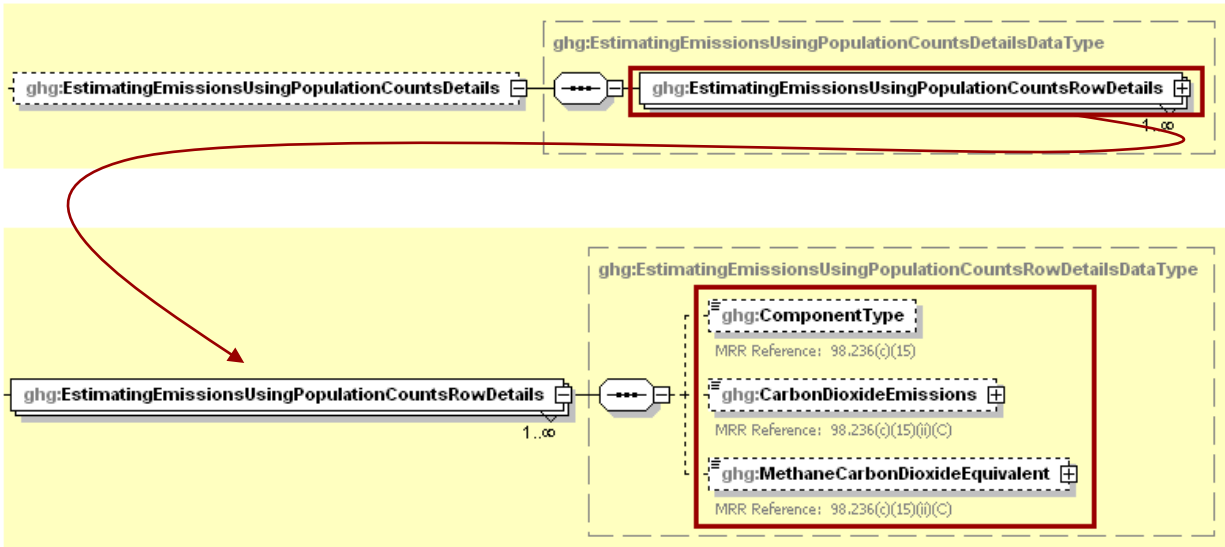 ghg:EstimatingEmissionsUsingPopulationCountsDetailsDataType
ghg:EstimatingEmissionsUsingPopulationCountsDetails
ghg:EstimatingEmissionsUsingPopulationCountsRowDetails
1..∞
ghg:EstimatingEmissionsUsingPopulationCountsRowDetailsDataType
ghg:ComponentType
MRR Reference: 98.236(c)(15)
ghg:EstimatingEmissionsUsingPopulationCountsRowDetails
1..∞
ghg:CarbonDioxideEmissions
MRR Reference: 98.236(c)(15)(ii)(C)
ghg:MethaneCarbonDioxideEquivalent
MRR Reference: 98.236(c)(15)(ii)(C)